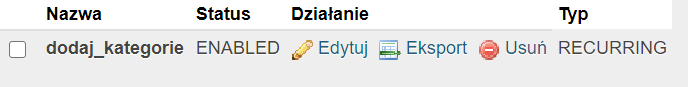 Nazwa Status Działanie Typ
dodaj_kategorie ENABLED Edytuj Eksport Usuń RECURRING